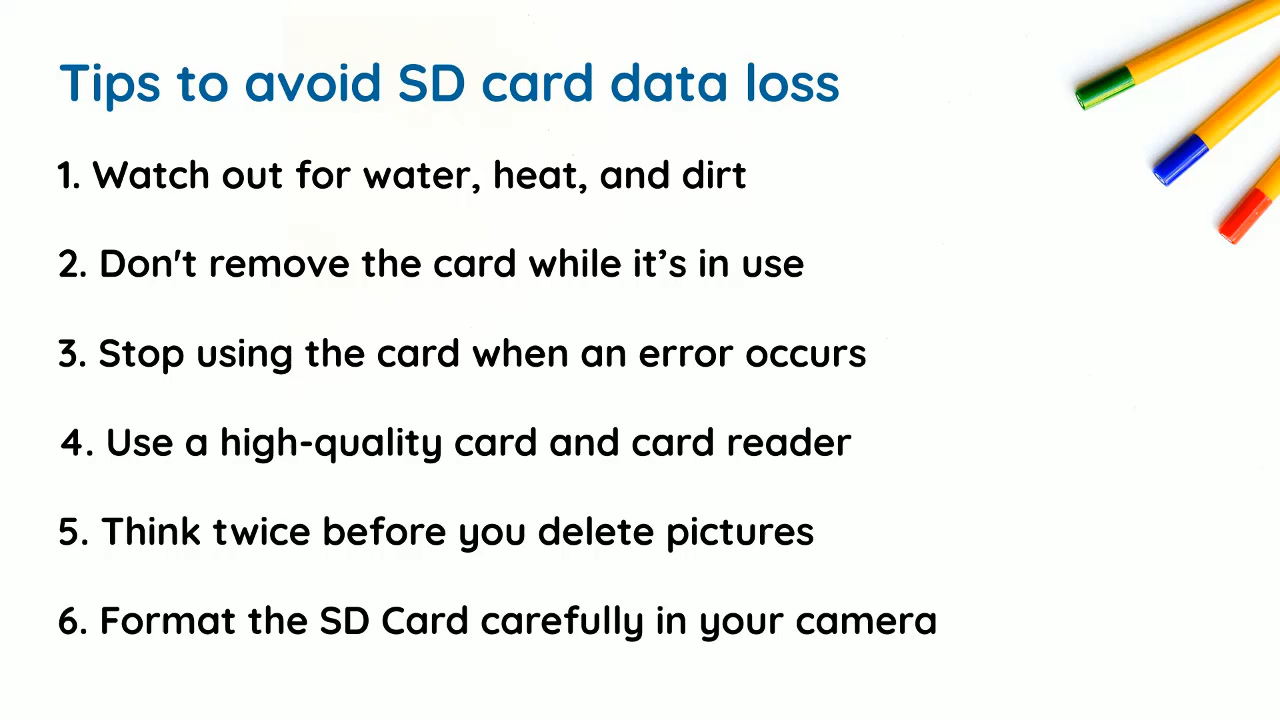 Tips to avoid SD card data loss
1. Watch out for water, heat, and dirt
2. Don't remove the card while it’s in use
3. Stop using the card when an error occurs
4. Use a high-quality card and card reader
5. Think twice before you delete pictures
6. Format the SD Card carefully in your camera